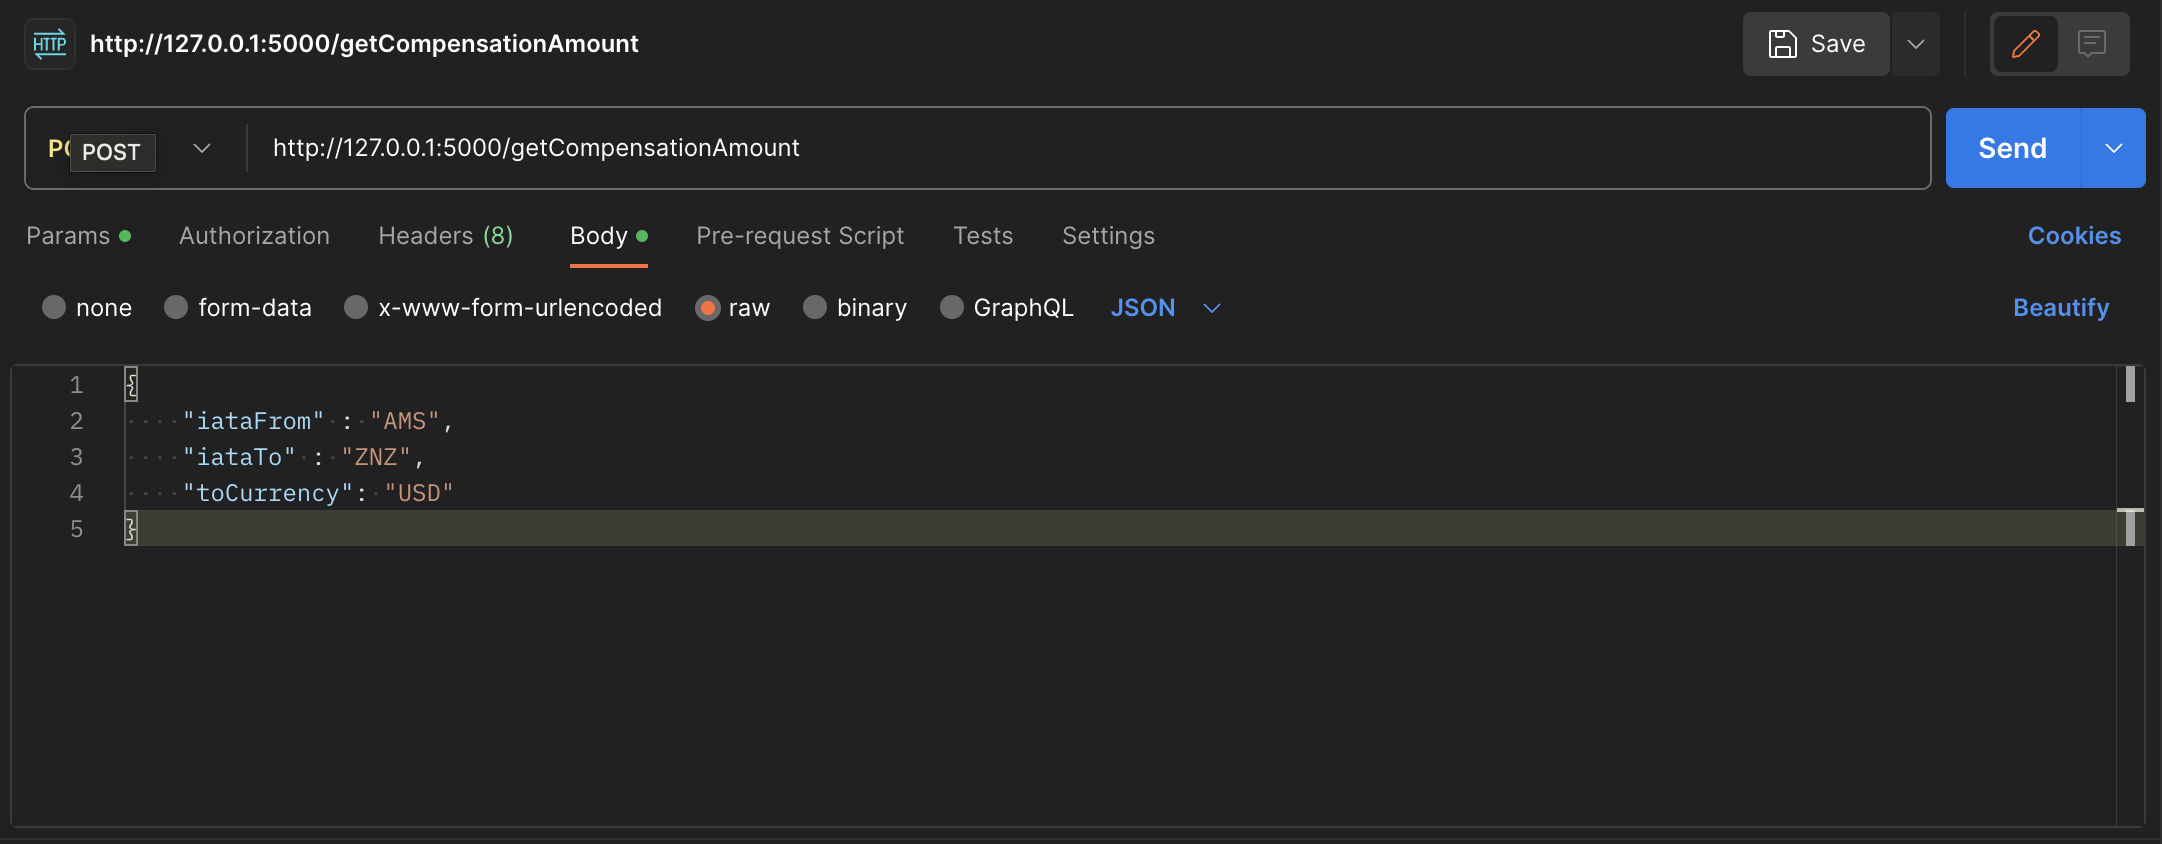 HTTP http://127.0.0.1:5000/getCompensationAmount Save
POST http://127.0.0.1:5000/getCompensationAmount Send
Params Authorization Headers (8) Body Pre-request Script Tests Settings Cookies
none form-data x-www-form-urlencoded raw binary GraphQL JSON Beautify
1 {
2 "iataFrom" : "AMS",
3 "iataTo" : "ZNZ",
4 "toCurrency": "USD"
5 }